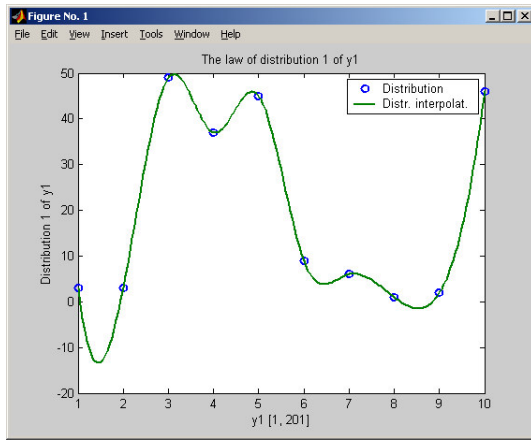 Figure No. 1
File Edit View Insert Tools Window Help
The law of distribution 1 of y1
Distribution
Distr. interpolat.
Distribution 1 of y1
50
40
30
20
10
0
-10
-20
1 2 3 4 5 6 7 8 9 10
y1 [1, 201]